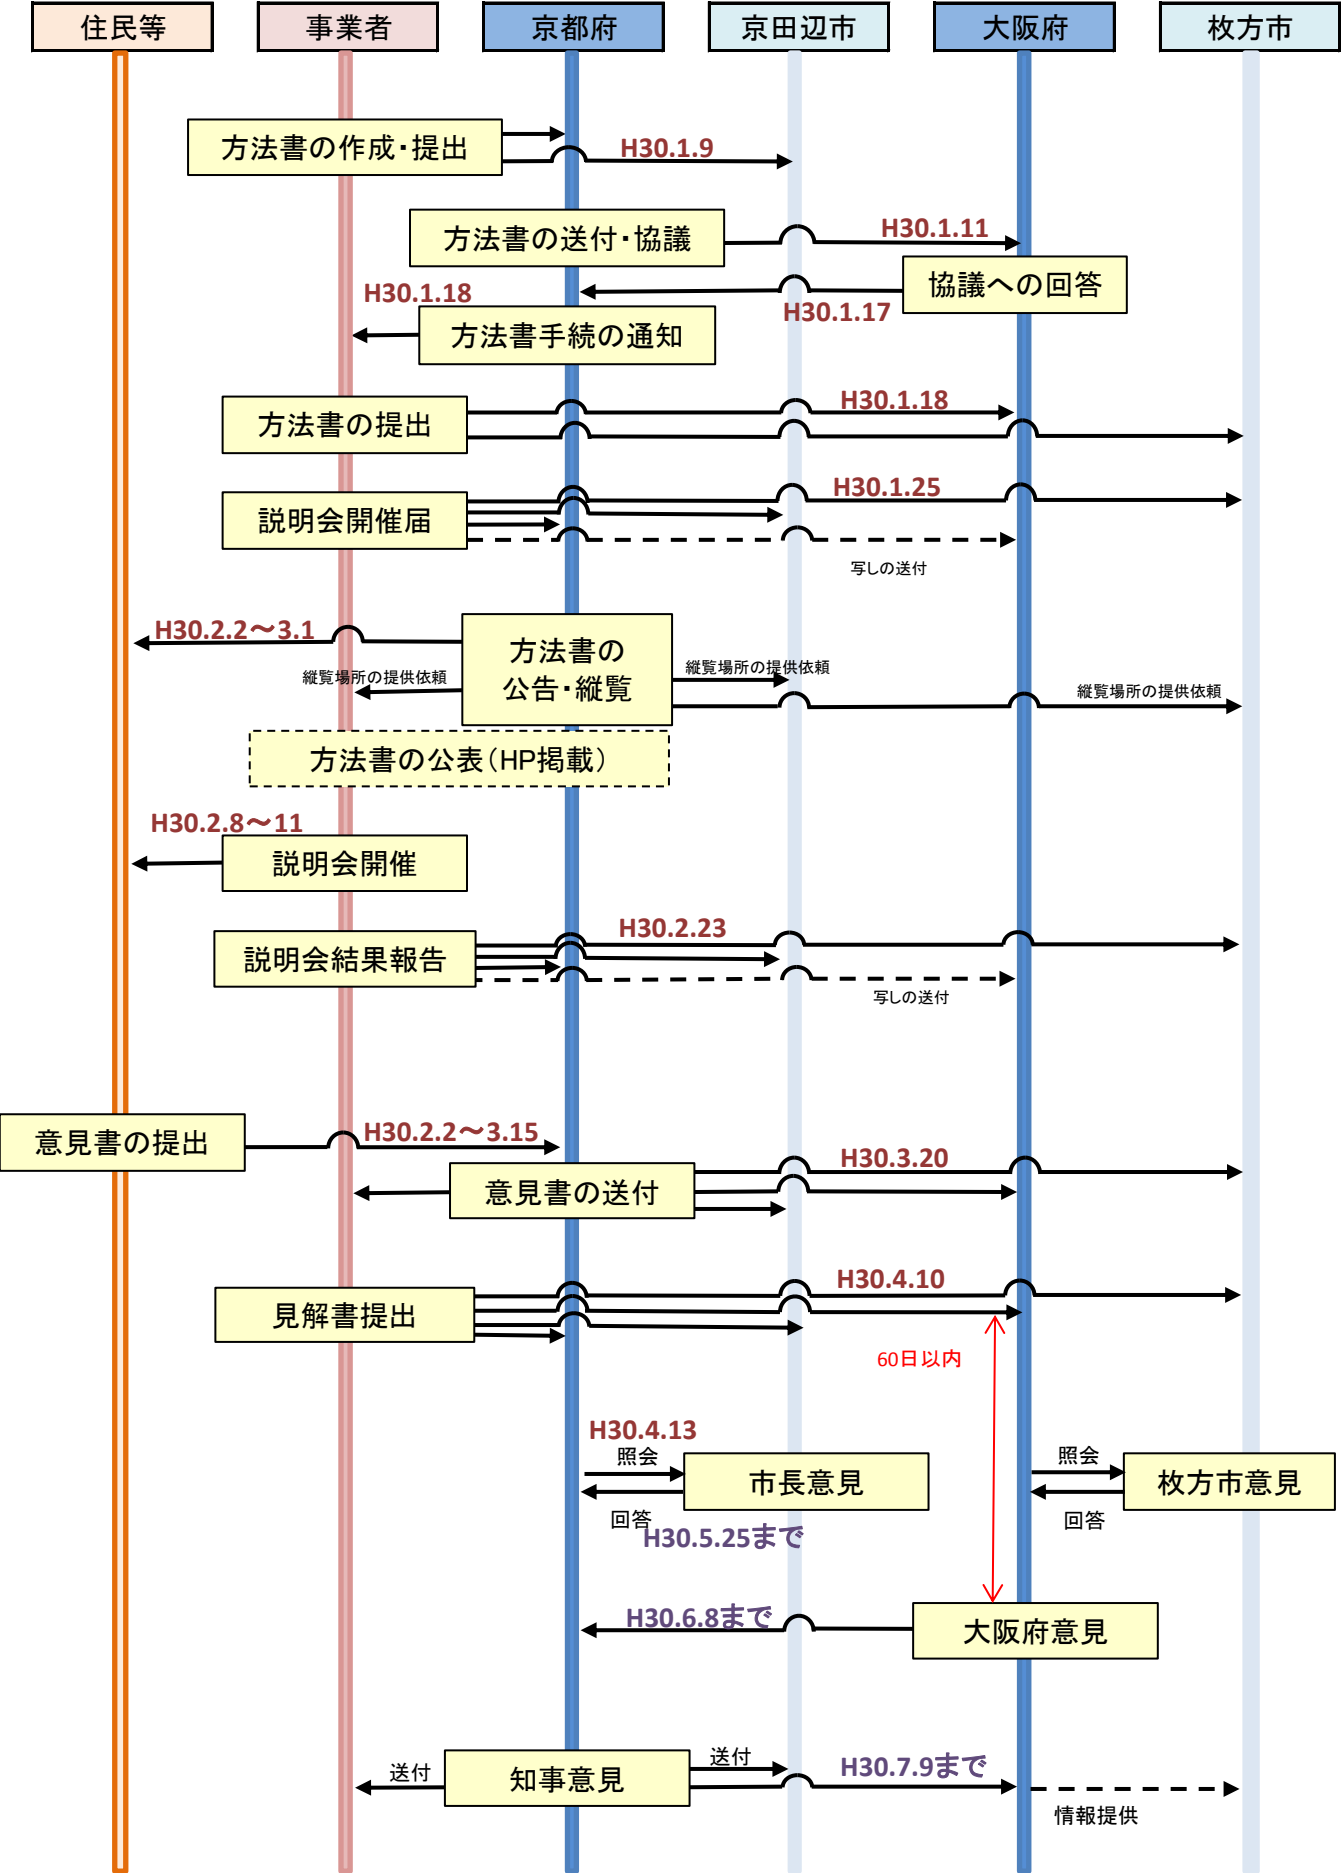 住民等
事業者
京都府
京田辺市
大阪府
枚方市
方法書の作成・提出
H30.1.9
方法書の送付・協議
H30.1.11
協議への回答
H30.1.17
H30.1.18
方法書手続の通知
方法書の提出
H30.1.18
説明会開催届
H30.1.25
写しの送付
H30.2.2～3.1
方法書の
公告・縦覧
縦覧場所の提供依頼
縦覧場所の提供依頼
縦覧場所の提供依頼
方法書の公表（HP掲載）
H30.2.8～11
説明会開催
説明会結果報告
H30.2.23
写しの送付
意見書の提出
H30.2.2～3.15
意見書の送付
H30.3.20
見解書提出
H30.4.10
60日以内
H30.4.13
照会
市長意見
回答
H30.5.25まで
照会
枚方市意見
回答
H30.6.8まで
大阪府意見
送付
知事意見
送付
H30.7.9まで
情報提供